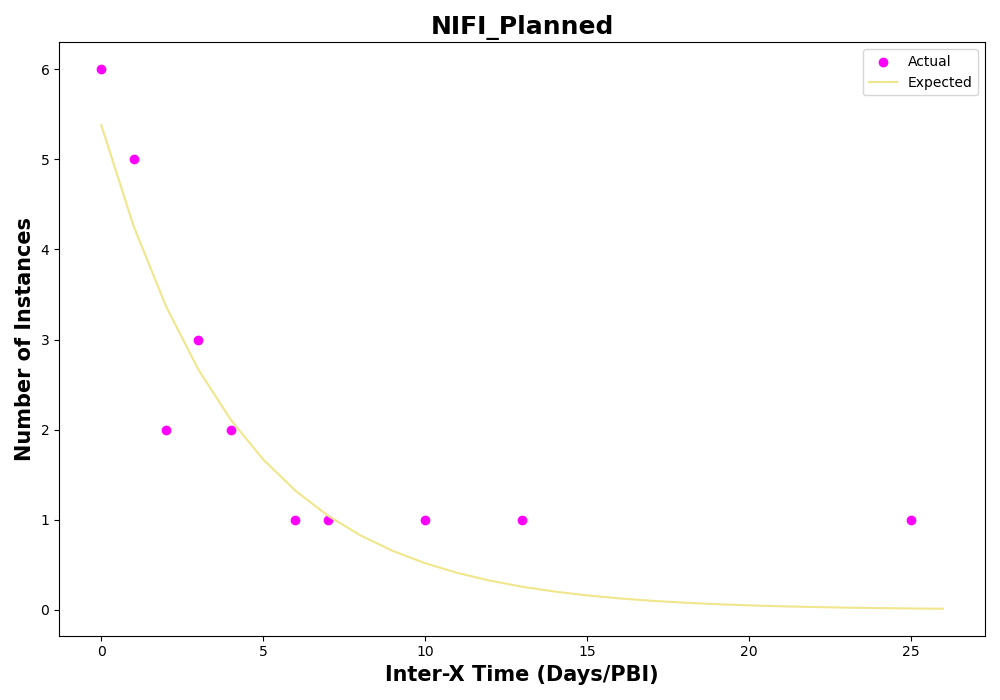 NIFI_Planned
Actual
Expected
Number of Instances
6
5
4
3
2
1
0
0 5 10 15 20 25
Inter-X Time (Days/PBI)